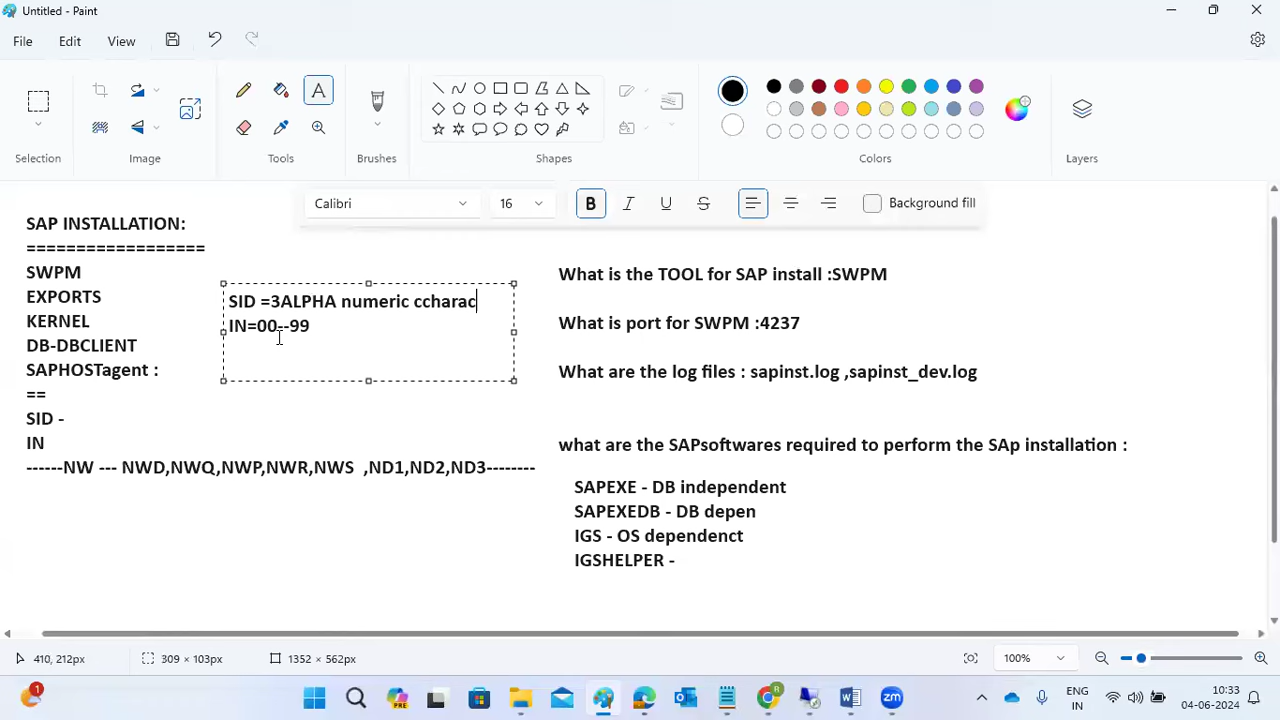 Untitled - Paint
File Edit View
Selection Image Tools Brushes Shapes Colors Layers
Calibri 16 B I U S Background fill
SAP INSTALLATION:
==================
SWPM
EXPORTS
KERNEL
DB-DBCLIENT
SAPHOSTagent :
==
SID -
IN
------NW --- NWD,NWQ,NWP,NWR,NWS ,ND1,ND2,ND3--------
SID =3ALPHA numeric ccharac
IN=00--99
What is the TOOL for SAP install :SWPM
What is port for SWPM :4237
What are the log files : sapinst.log ,sapinst_dev.log
what are the SAPsoftwares required to perform the SAp installation :
SAPEXE - DB independent
SAPEXEDB - DB depen
IGS - OS dependenct
IGSHELPER -
410, 212px 309 × 103px 1352 × 562px 100%
1 PRE R ENG IN zm 10:33 04-06-2024